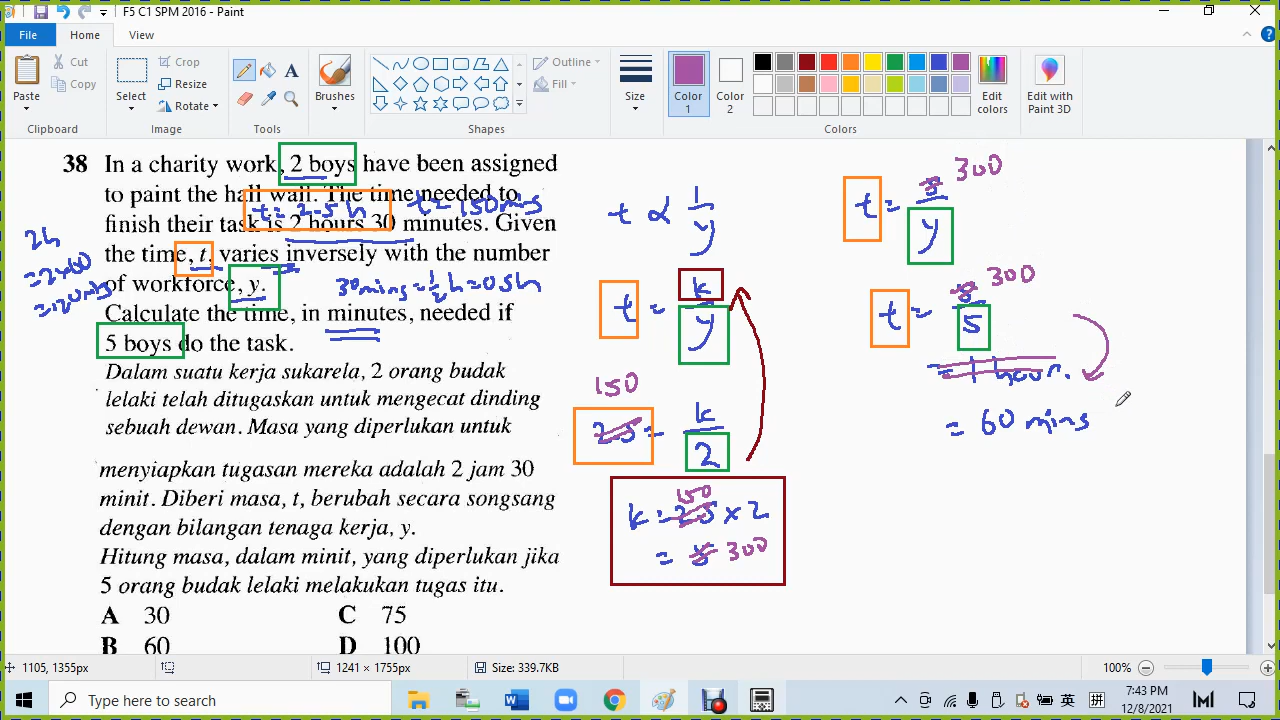 F5 C1 SPM 2016 - Paint
File Home View
Paste
Cut
Copy
Clipboard
Select
Crop
Resize
Rotate
Image
A
Tools
Brushes
Outline
Fill
Shapes
Size
Color
1
Color
2
Edit
colors
Colors
Edit with
Paint 3D
38 In a charity work, 2 boys have been assigned
to paint the hall wall. The time needed to
finish their task is 2 hours 30 minutes. Given
the time, t, varies inversely with the number
of workforce, y.
Calculate the time, in minutes, needed if
5 boys do the task.
Dalam suatu kerja sukarela, 2 orang budak
lelaki telah ditugaskan untuk mengecat dinding
sebuah dewan. Masa yang diperlukan untuk
menyiapkan tugasan mereka adalah 2 jam 30
minit. Diberi masa, t, berubah secara songsang
dengan bilangan tenaga kerja, y.
Hitung masa, dalam minit, yang diperlukan jika
5 orang budak lelaki melakukan tugas itu.
A 30 C 75
B 60 D 100
t = 2.5 h t = 150 mins
2h
= 2×60
= 120 mins
30 mins = 1/2 h = 0.5h
t ∝ 1/y
t = k/y
150
2.5 = k/2
150
k = 2.5 × 2
= 5 300
300
t = 5/y
300
t = 5/5
= 1 hour.
= 60 mins
1105, 1355px
1241 × 1755px
Size: 339.7KB
100%
Type here to search
英
拼
7:43 PM
12/8/2021